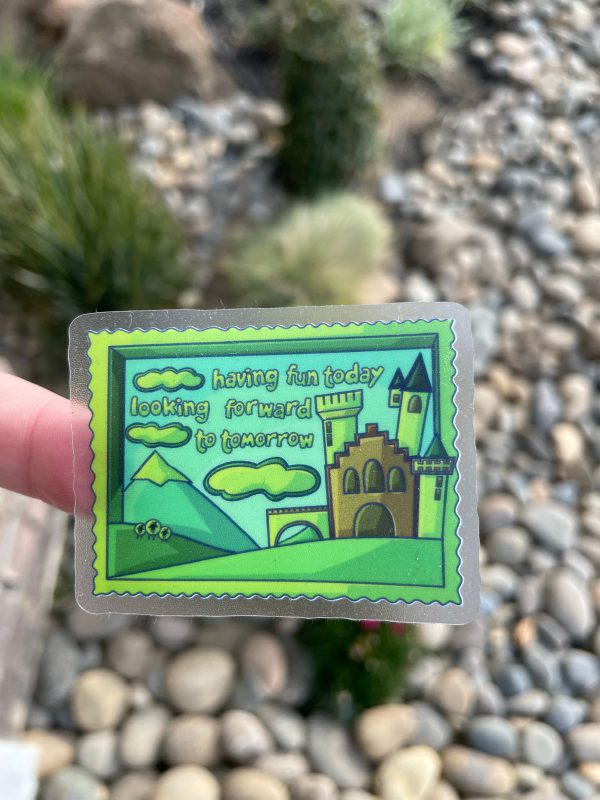 having fun today
looking forward
to tomorrow